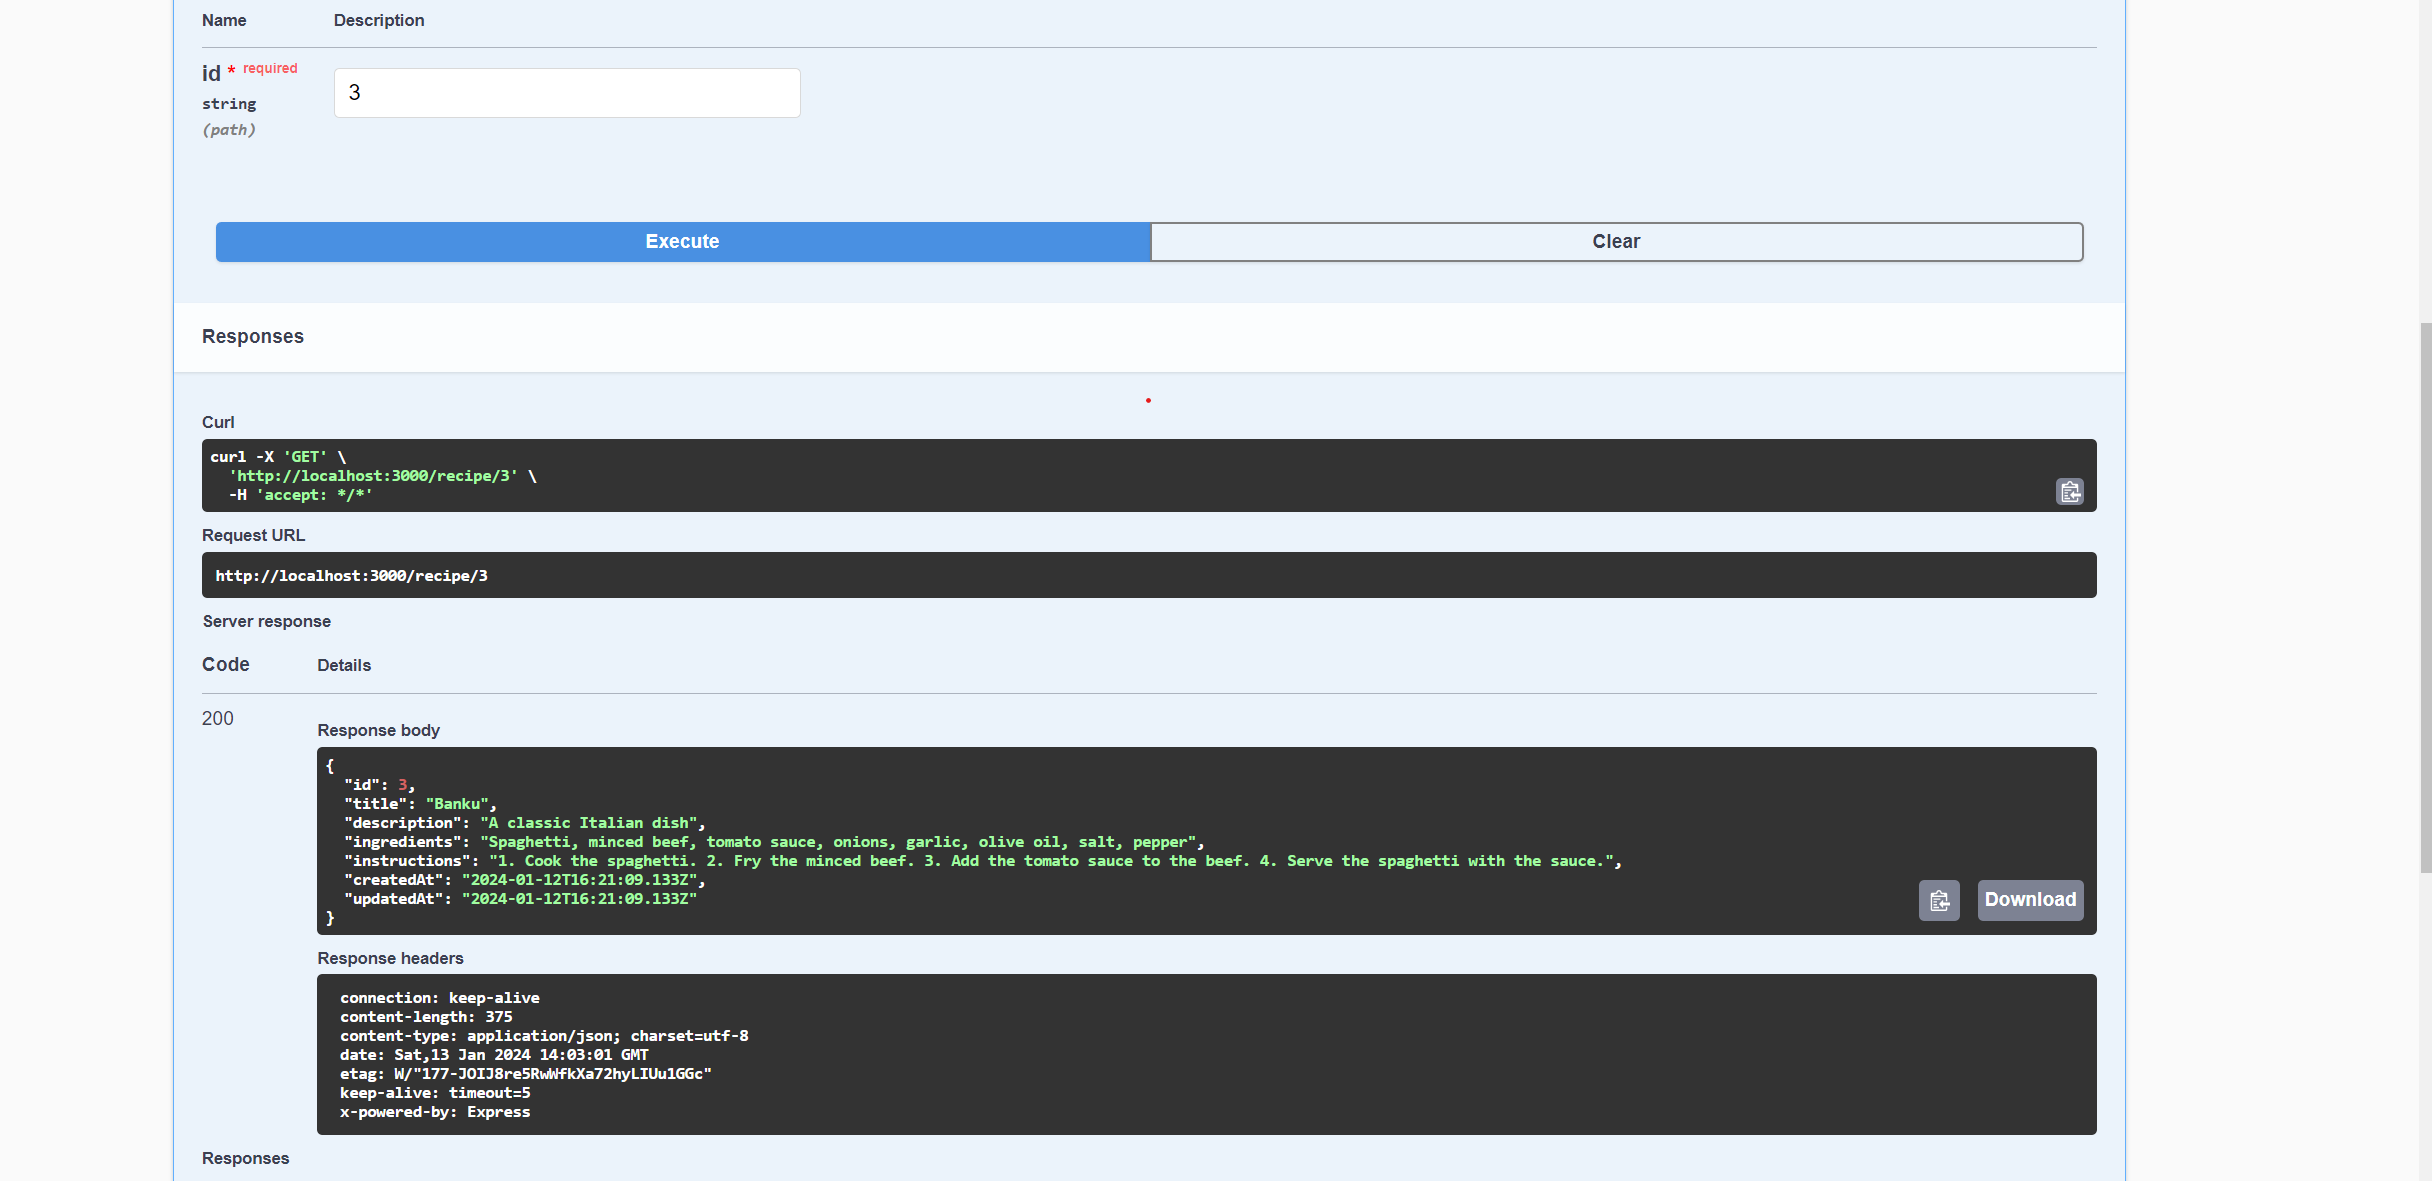 Name Description
id * required
string
(path)
3
Execute Clear
Responses
Curl
curl -X 'GET' \
  'http://localhost:3000/recipe/3' \
  -H 'accept: */*'
Request URL
http://localhost:3000/recipe/3
Server response
Code Details
200
Response body
{
  "id": 3,
  "title": "Banku",
  "description": "A classic Italian dish",
  "ingredients": "Spaghetti, minced beef, tomato sauce, onions, garlic, olive oil, salt, pepper",
  "instructions": "1. Cook the spaghetti. 2. Fry the minced beef. 3. Add the tomato sauce to the beef. 4. Serve the spaghetti with the sauce.",
  "createdAt": "2024-01-12T16:21:09.133Z",
  "updatedAt": "2024-01-12T16:21:09.133Z"
}
Download
Response headers
connection: keep-alive
content-length: 375
content-type: application/json; charset=utf-8
date: Sat,13 Jan 2024 14:03:01 GMT
etag: W/"177-JOIJ8re5RwWfkXa72hyLIUu1GGc"
keep-alive: timeout=5
x-powered-by: Express
Responses